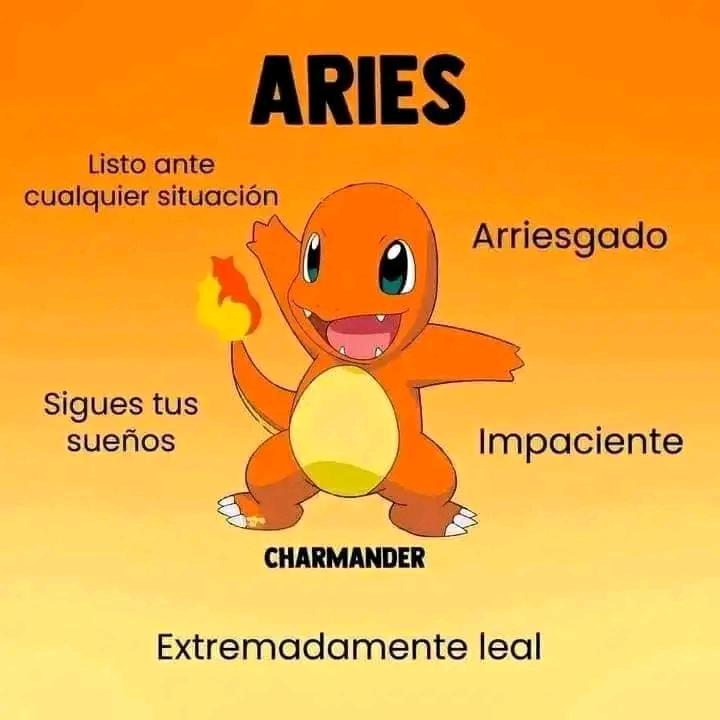 ARIES
Listo ante
cualquier situación
Arriesgado
Sigues tus
sueños
Impaciente
CHARMANDER
Extremadamente leal